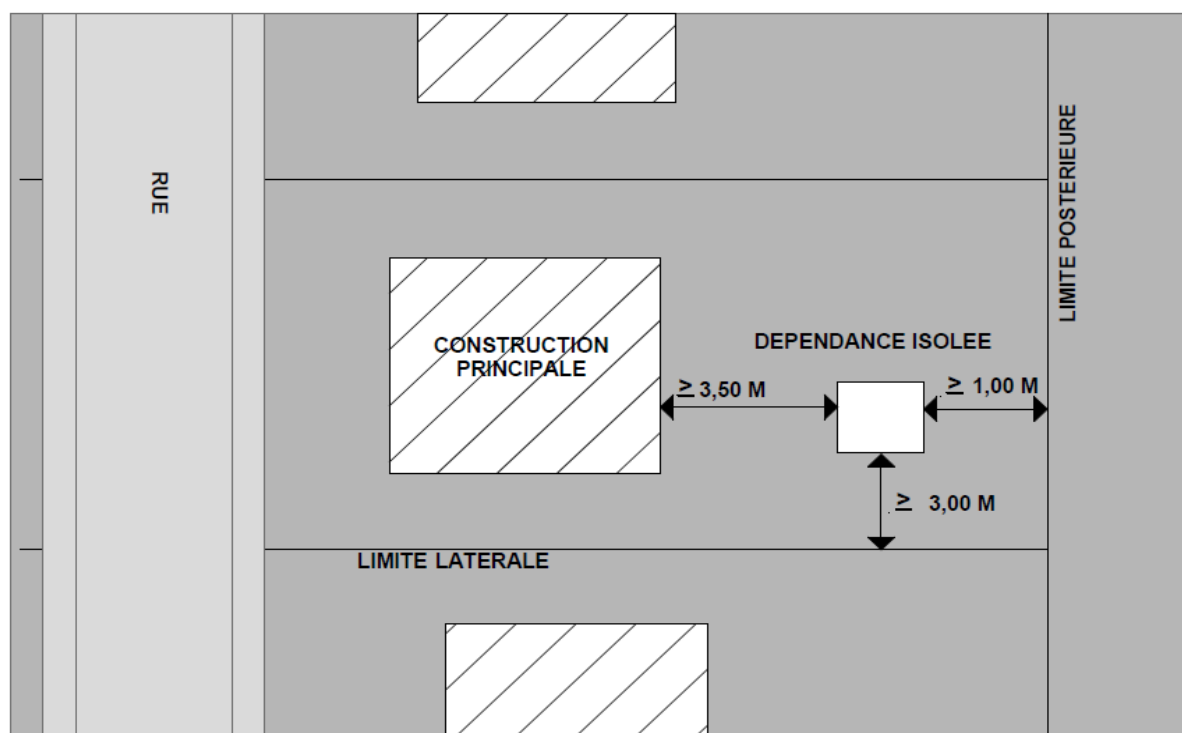 RUE
LIMITE POSTERIEURE
CONSTRUCTION
PRINCIPALE
DEPENDANCE ISOLEE
≥ 3,50 M
≥ 1,00 M
≥ 3,00 M
LIMITE LATERALE